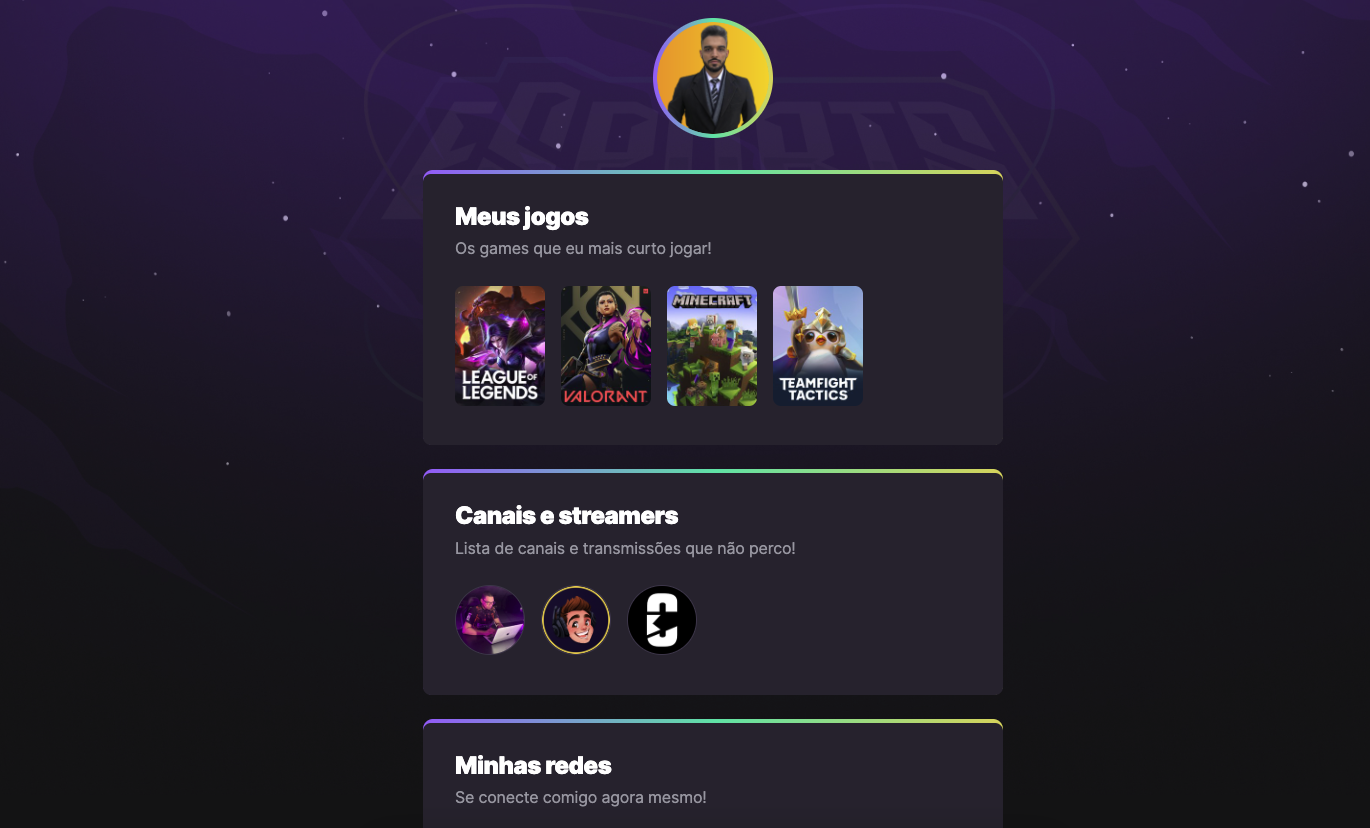 ESPORTS
Meus jogos
Os games que eu mais curto jogar!
LEAGUE OF
LEGENDS
VALORANT
MINECRAFT
TEAMFIGHT
TACTICS
Canais e streamers
Lista de canais e transmissões que não perco!
Minhas redes
Se conecte comigo agora mesmo!